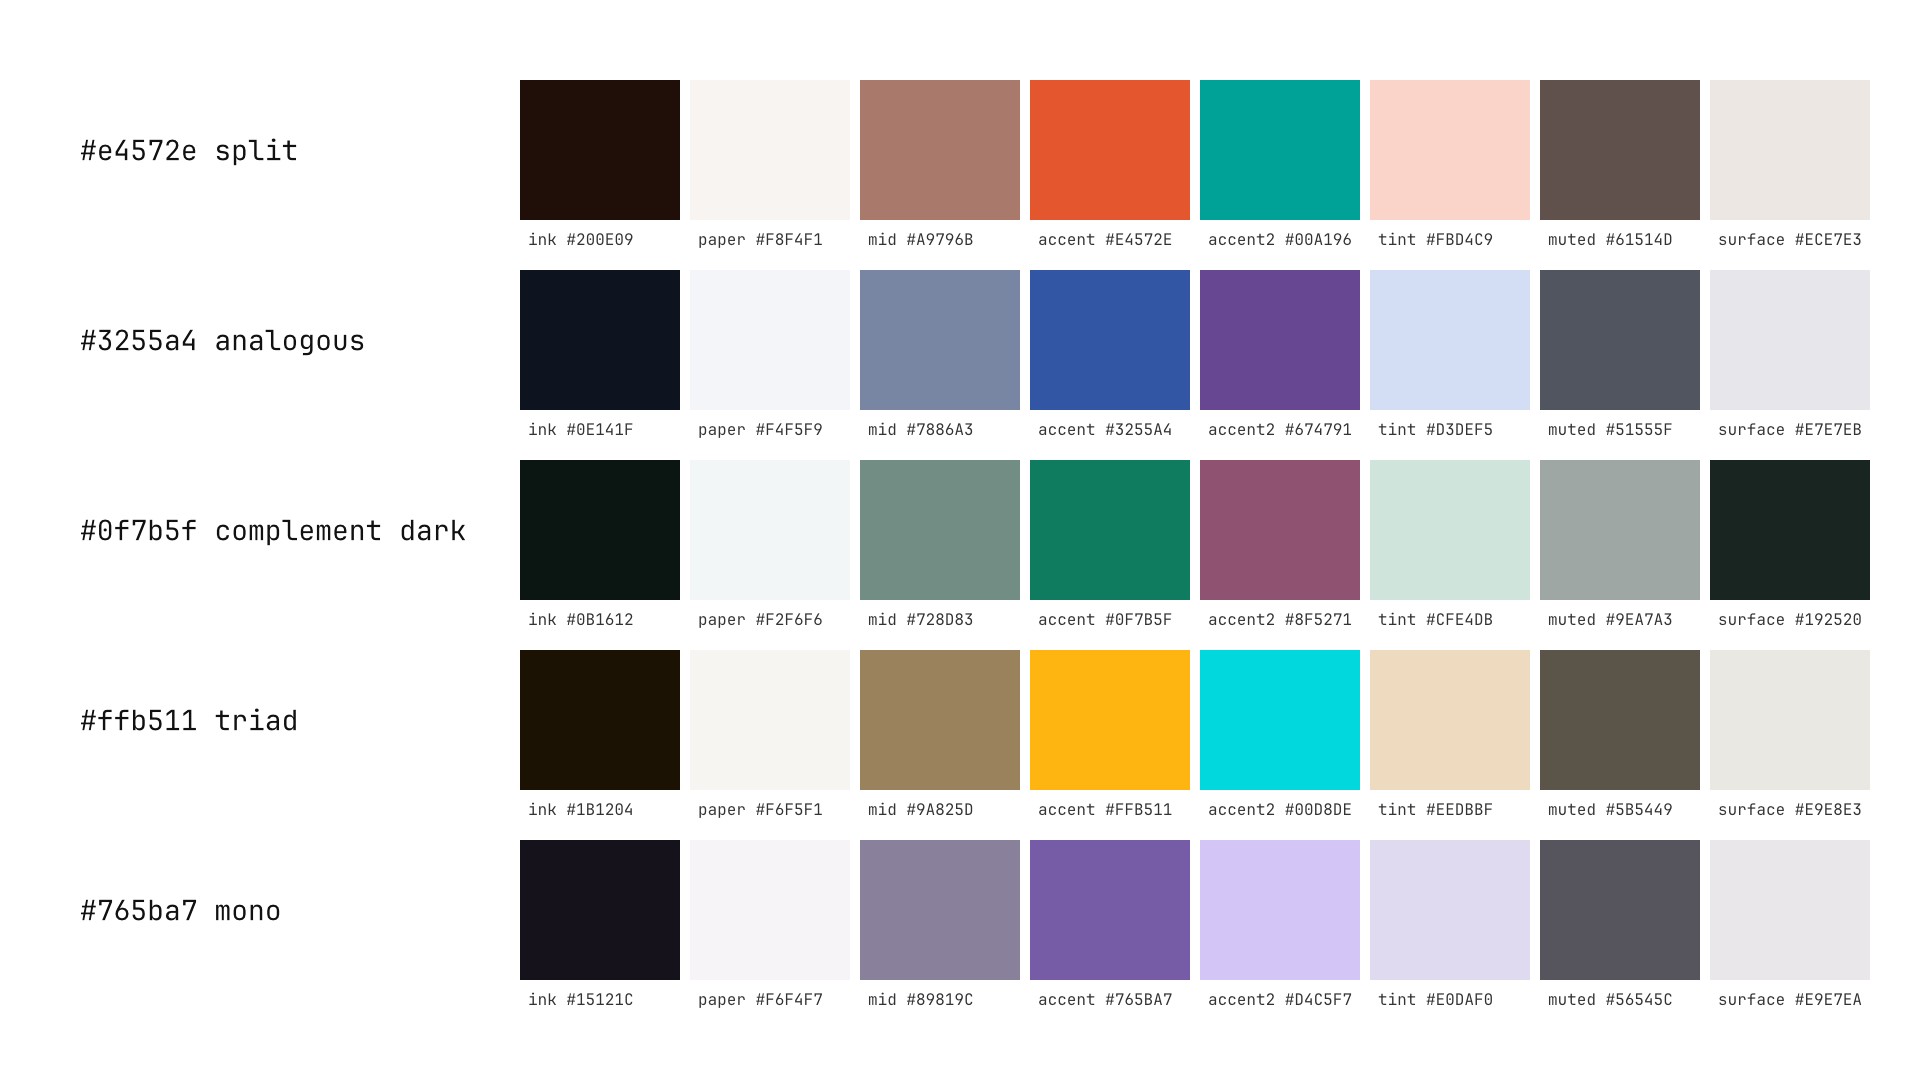 #e4572e split
ink #200E09 paper #F8F4F1 mid #A9796B accent #E4572E accent2 #00A196 tint #FBD4C9 muted #61514D surface #ECE7E3
#3255a4 analogous
ink #0E141F paper #F4F5F9 mid #7886A3 accent #3255A4 accent2 #674791 tint #D3DEF5 muted #51555F surface #E7E7EB
#0f7b5f complement dark
ink #0B1612 paper #F2F6F6 mid #728D83 accent #0F7B5F accent2 #8F5271 tint #CFE4DB muted #9EA7A3 surface #192520
#ffb511 triad
ink #1B1204 paper #F6F5F1 mid #9A825D accent #FFB511 accent2 #00D8DE tint #EEDBBF muted #5B5449 surface #E9E8E3
#765ba7 mono
ink #15121C paper #F6F4F7 mid #89819C accent #765BA7 accent2 #D4C5F7 tint #E0DAF0 muted #56545C surface #E9E7EA